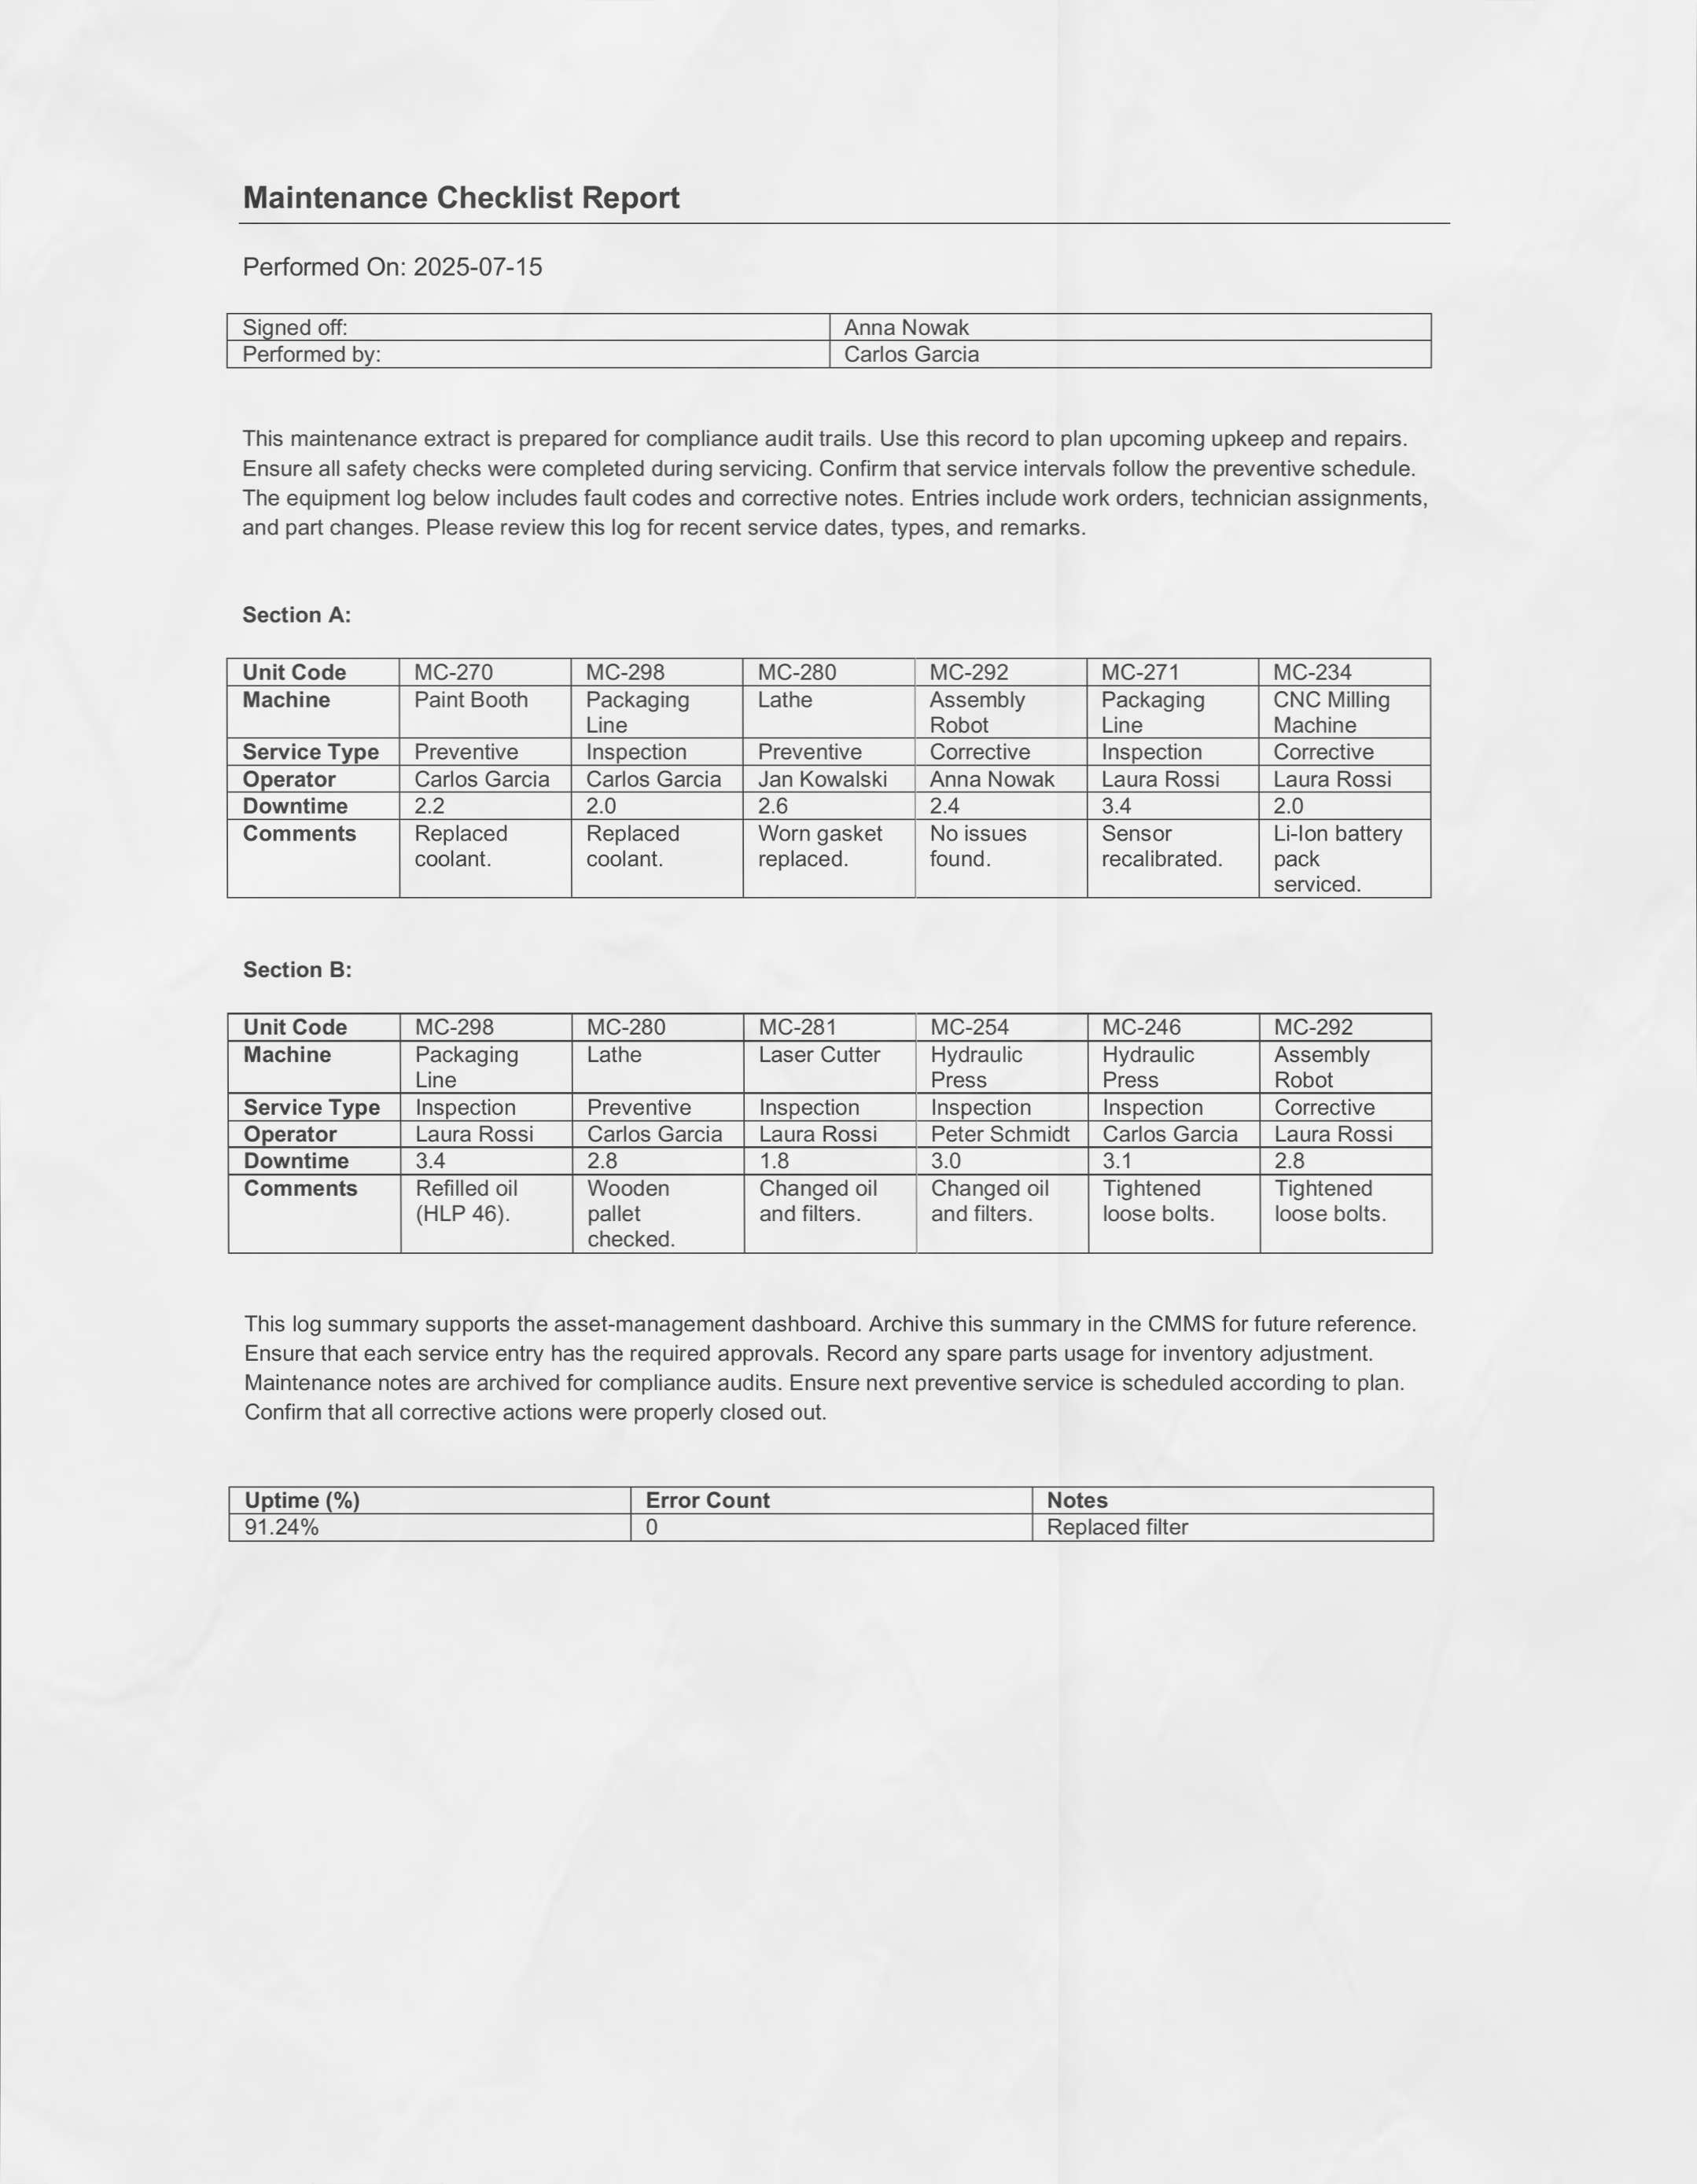 Maintenance Checklist Report
Performed On: 2025-07-15
Signed off: Anna Nowak
Performed by: Carlos Garcia
This maintenance extract is prepared for compliance audit trails. Use this record to plan upcoming upkeep and repairs.
Ensure all safety checks were completed during servicing. Confirm that service intervals follow the preventive schedule.
The equipment log below includes fault codes and corrective notes. Entries include work orders, technician assignments,
and part changes. Please review this log for recent service dates, types, and remarks.
Section A:
Unit Code MC-270 MC-298 MC-280 MC-292 MC-271 MC-234
Machine Paint Booth Packaging Lathe Assembly Packaging CNC Milling
Line Robot Line Machine
Service Type Preventive Inspection Preventive Corrective Inspection Corrective
Operator Carlos Garcia Carlos Garcia Jan Kowalski Anna Nowak Laura Rossi Laura Rossi
Downtime 2.2 2.0 2.6 2.4 3.4 2.0
Comments Replaced Replaced Worn gasket No issues Sensor Li-Ion battery
coolant. coolant. replaced. found. recalibrated. pack
serviced.
Section B:
Unit Code MC-298 MC-280 MC-281 MC-254 MC-246 MC-292
Machine Packaging Lathe Laser Cutter Hydraulic Hydraulic Assembly
Line Press Press Robot
Service Type Inspection Preventive Inspection Inspection Inspection Corrective
Operator Laura Rossi Carlos Garcia Laura Rossi Peter Schmidt Carlos Garcia Laura Rossi
Downtime 3.4 2.8 1.8 3.0 3.1 2.8
Comments Refilled oil Wooden Changed oil Changed oil Tightened Tightened
(HLP 46). pallet and filters. and filters. loose bolts. loose bolts.
checked.
This log summary supports the asset-management dashboard. Archive this summary in the CMMS for future reference.
Ensure that each service entry has the required approvals. Record any spare parts usage for inventory adjustment.
Maintenance notes are archived for compliance audits. Ensure next preventive service is scheduled according to plan.
Confirm that all corrective actions were properly closed out.
Uptime (%) Error Count Notes
91.24% 0 Replaced filter